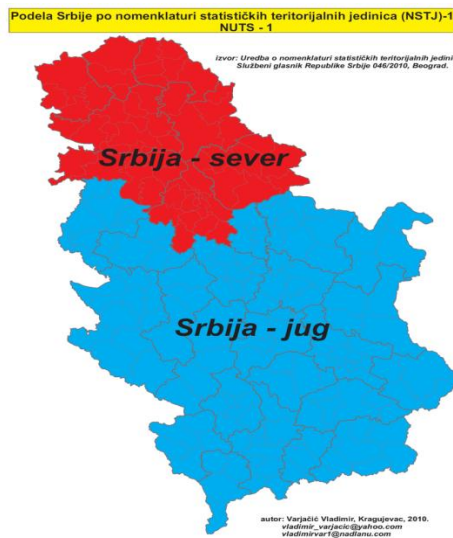 Podela Srbije po nomenklaturi statističkih teritorijalnih jedinica (NSTJ)-1
NUTS - 1
izvor: Uredba o nomenklaturi statističkih teritorijalnih jedini
Službeni glasnik Republike Srbije 046/2010, Beograd.
Srbija - sever
Srbija - jug
autor: Varjačić Vladimir, Kragujevac, 2010.
vladimir_varjacic@yahoo.com
vladimirvar1@nadlanu.com